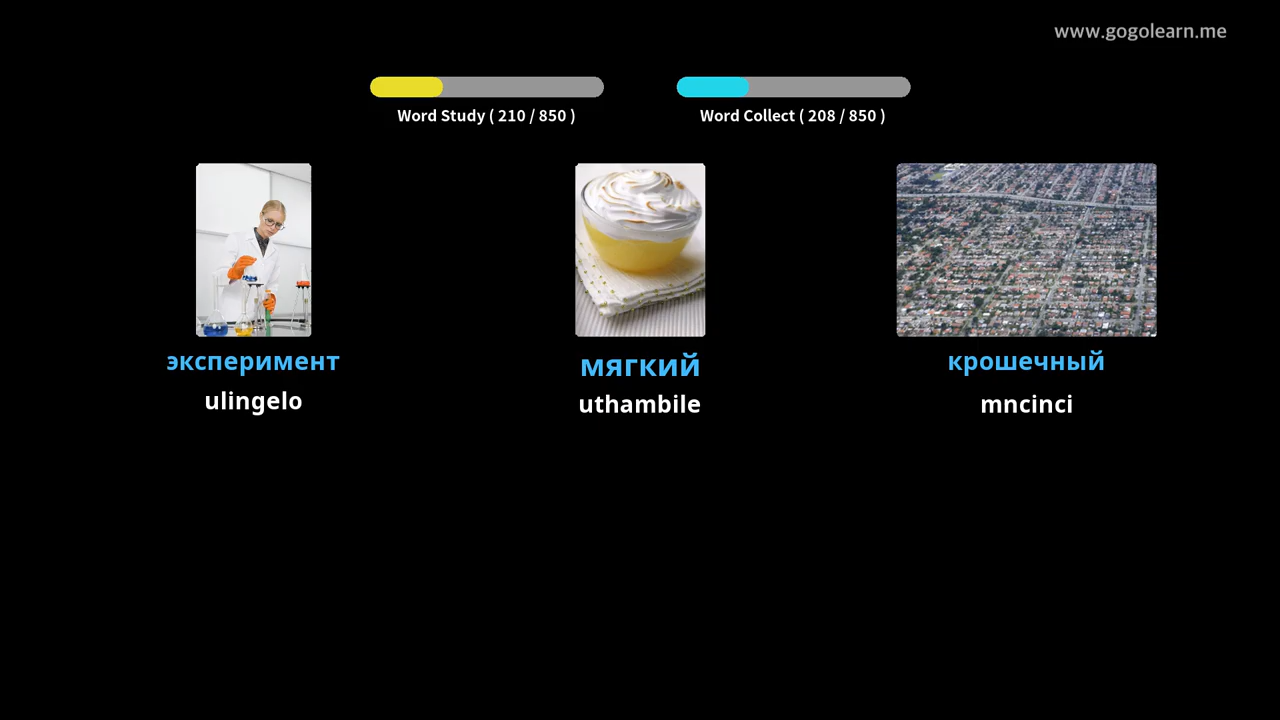 www.gogolearn.me
Word Study ( 210 / 850 )
Word Collect ( 208 / 850 )
эксперимент
ulingelo
мягкий
uthambile
крошечный
mncinci